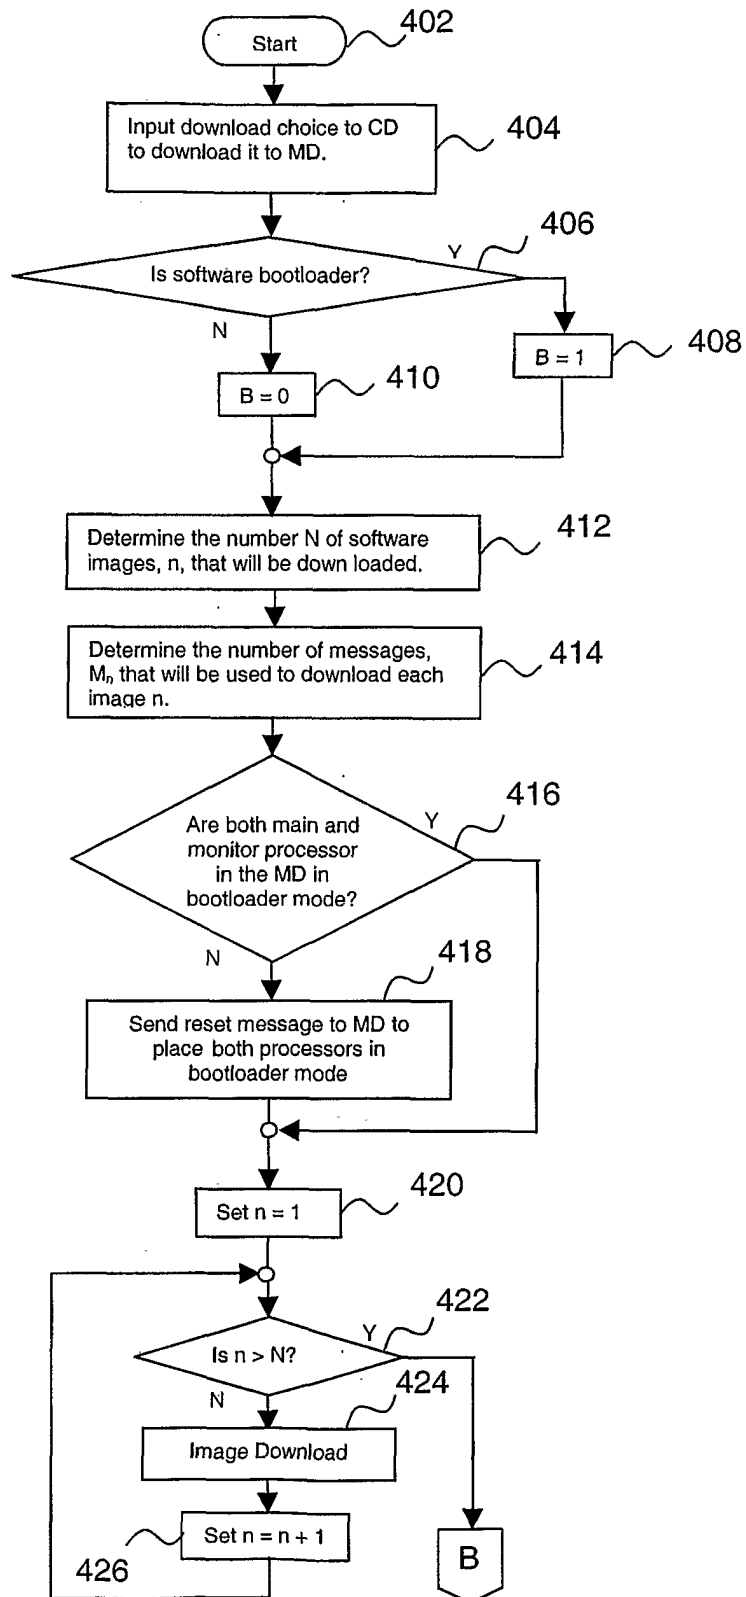 Start
402
Input download choice to CD
to download it to MD.
404
Is software bootloader?
Y
406
N
B = 1
408
B = 0
410
Determine the number N of software
images, n, that will be down loaded.
412
Determine the number of messages,
Mₙ that will be used to download each
image n.
414
Are both main and
monitor processor
in the MD in
bootloader mode?
Y
416
N
418
Send reset message to MD to
place both processors in
bootloader mode
Set n = 1
420
Is n > N?
Y
422
N
424
Image Download
Set n = n + 1
426
B